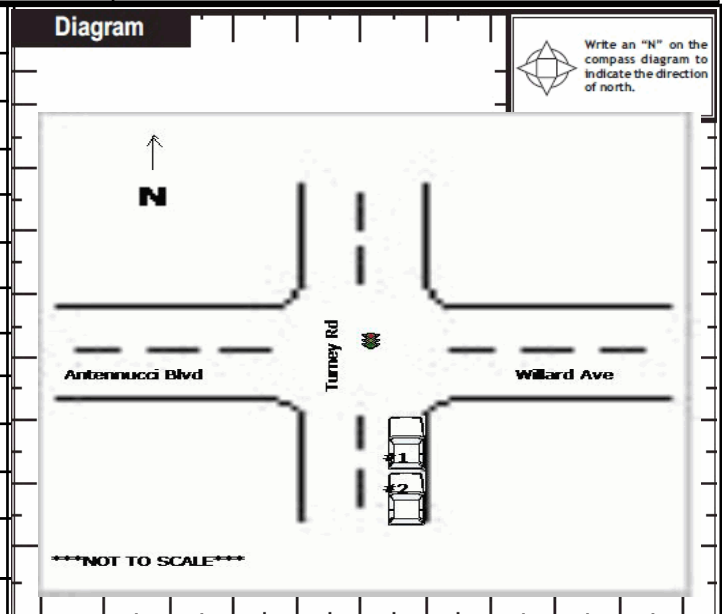 Diagram
Write an “N” on the
compass diagram to
indicate the direction
of north.
N
Turney Rd
Antennucci Blvd
Willard Ave
#1
#2
***NOT TO SCALE***